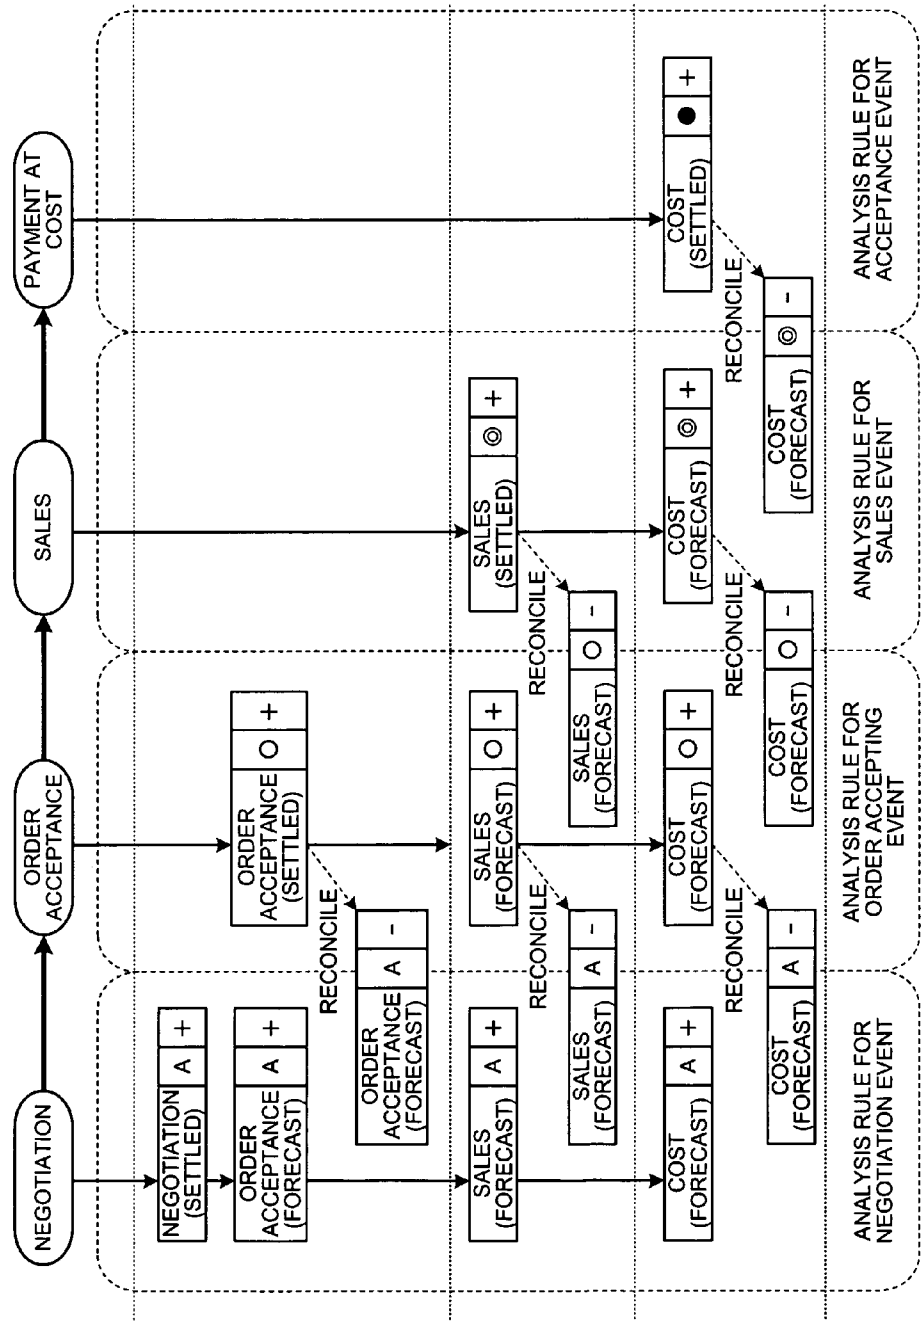 NEGOTIATION
ORDER
ACCEPTANCE
SALES
PAYMENT AT
COST
NEGOTIATION
(SETTLED)
A
+
ORDER
ACCEPTANCE
(FORECAST)
A
+
ORDER
ACCEPTANCE
(SETTLED)
○
+
RECONCILE
ORDER
ACCEPTANCE
(FORECAST)
A
−
SALES
(FORECAST)
A
+
SALES
(FORECAST)
○
+
SALES
(SETTLED)
◎
+
RECONCILE
SALES
(FORECAST)
A
−
RECONCILE
SALES
(FORECAST)
○
−
COST
(FORECAST)
A
+
COST
(FORECAST)
○
+
COST
(FORECAST)
◎
+
COST
(SETTLED)
●
+
RECONCILE
COST
(FORECAST)
A
−
RECONCILE
COST
(FORECAST)
○
−
RECONCILE
COST
(FORECAST)
◎
−
ANALYSIS RULE FOR
NEGOTIATION EVENT
ANALYSIS RULE FOR
ORDER ACCEPTING
EVENT
ANALYSIS RULE FOR
SALES EVENT
ANALYSIS RULE FOR
ACCEPTANCE EVENT